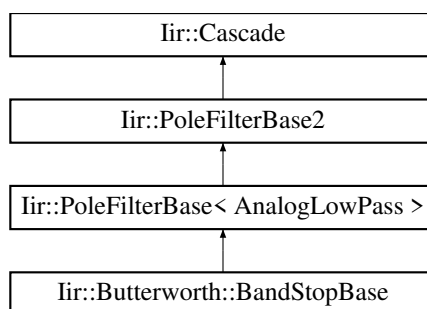 Iir::Cascade
Iir::PoleFilterBase2
Iir::PoleFilterBase< AnalogLowPass >
Iir::Butterworth::BandStopBase